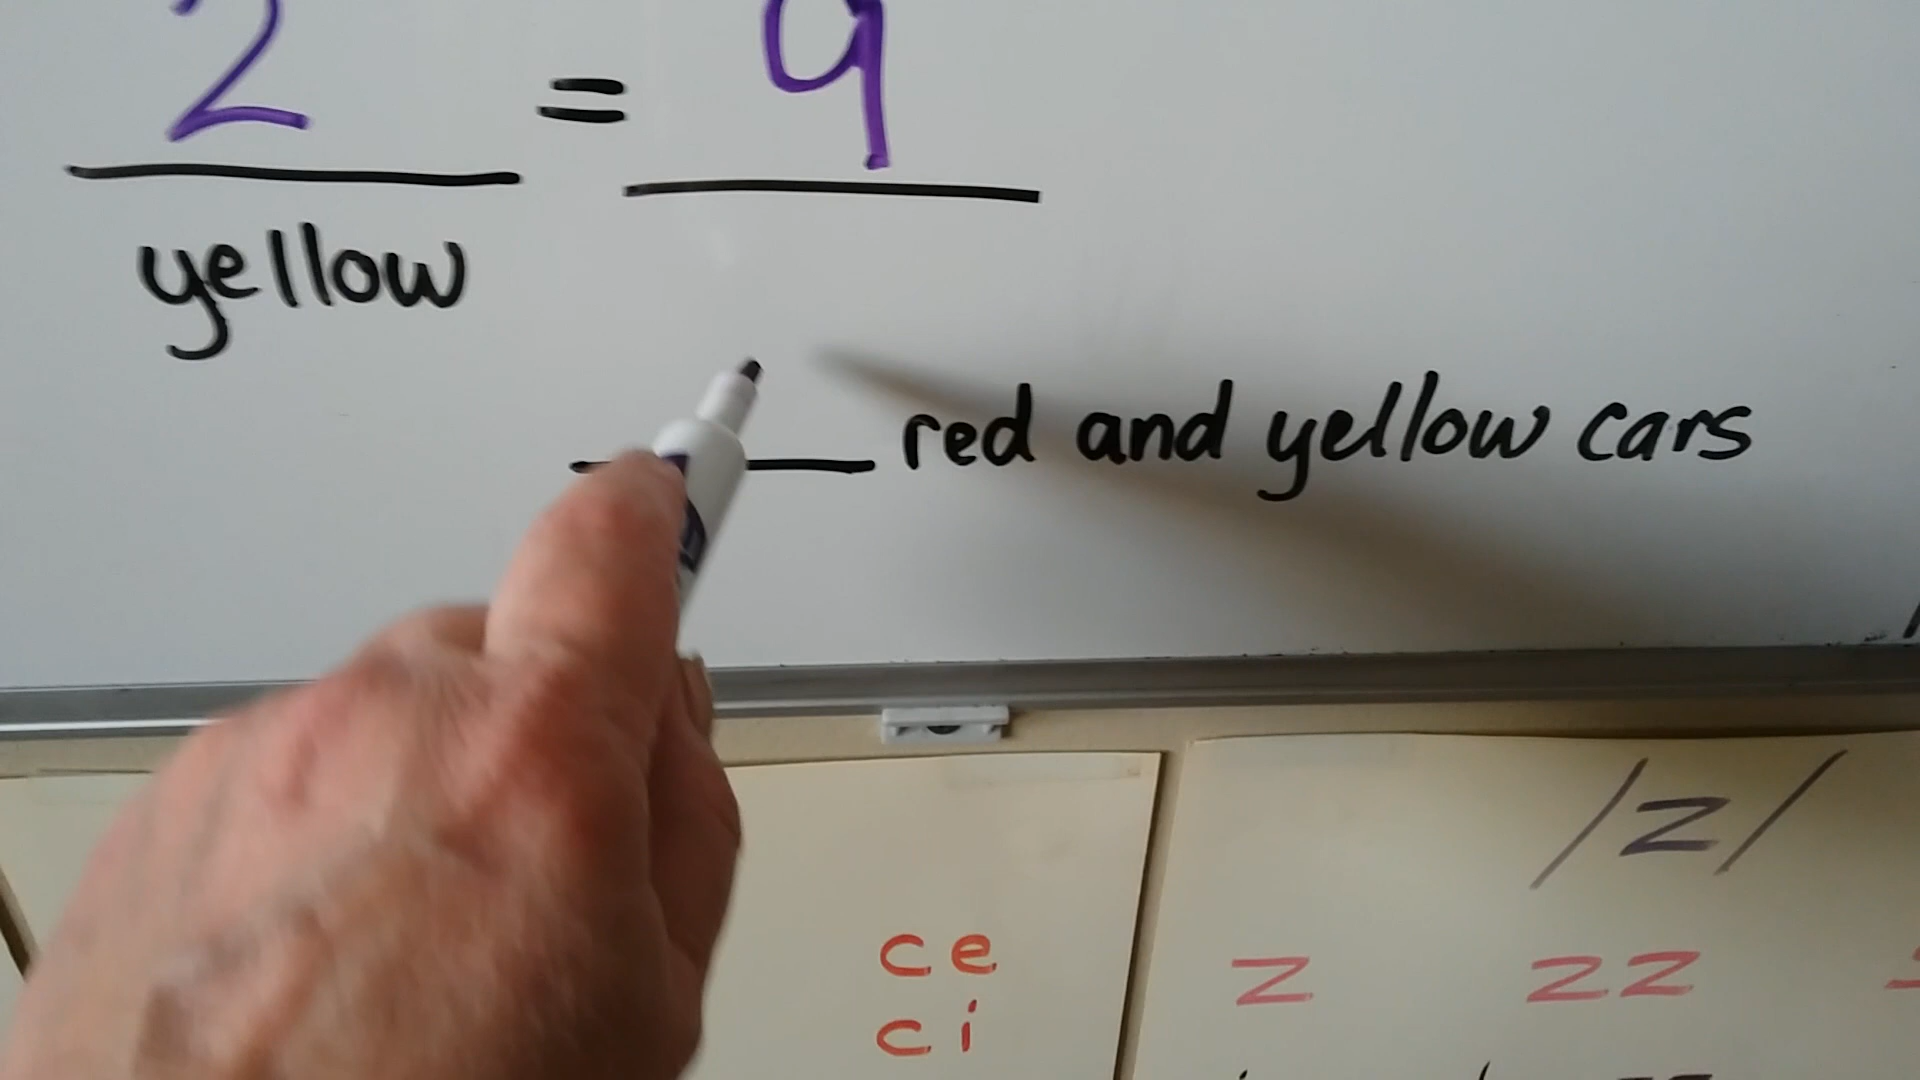 2 = 9
yellow
red and yellow cars
/z/
ce
z zz
ci